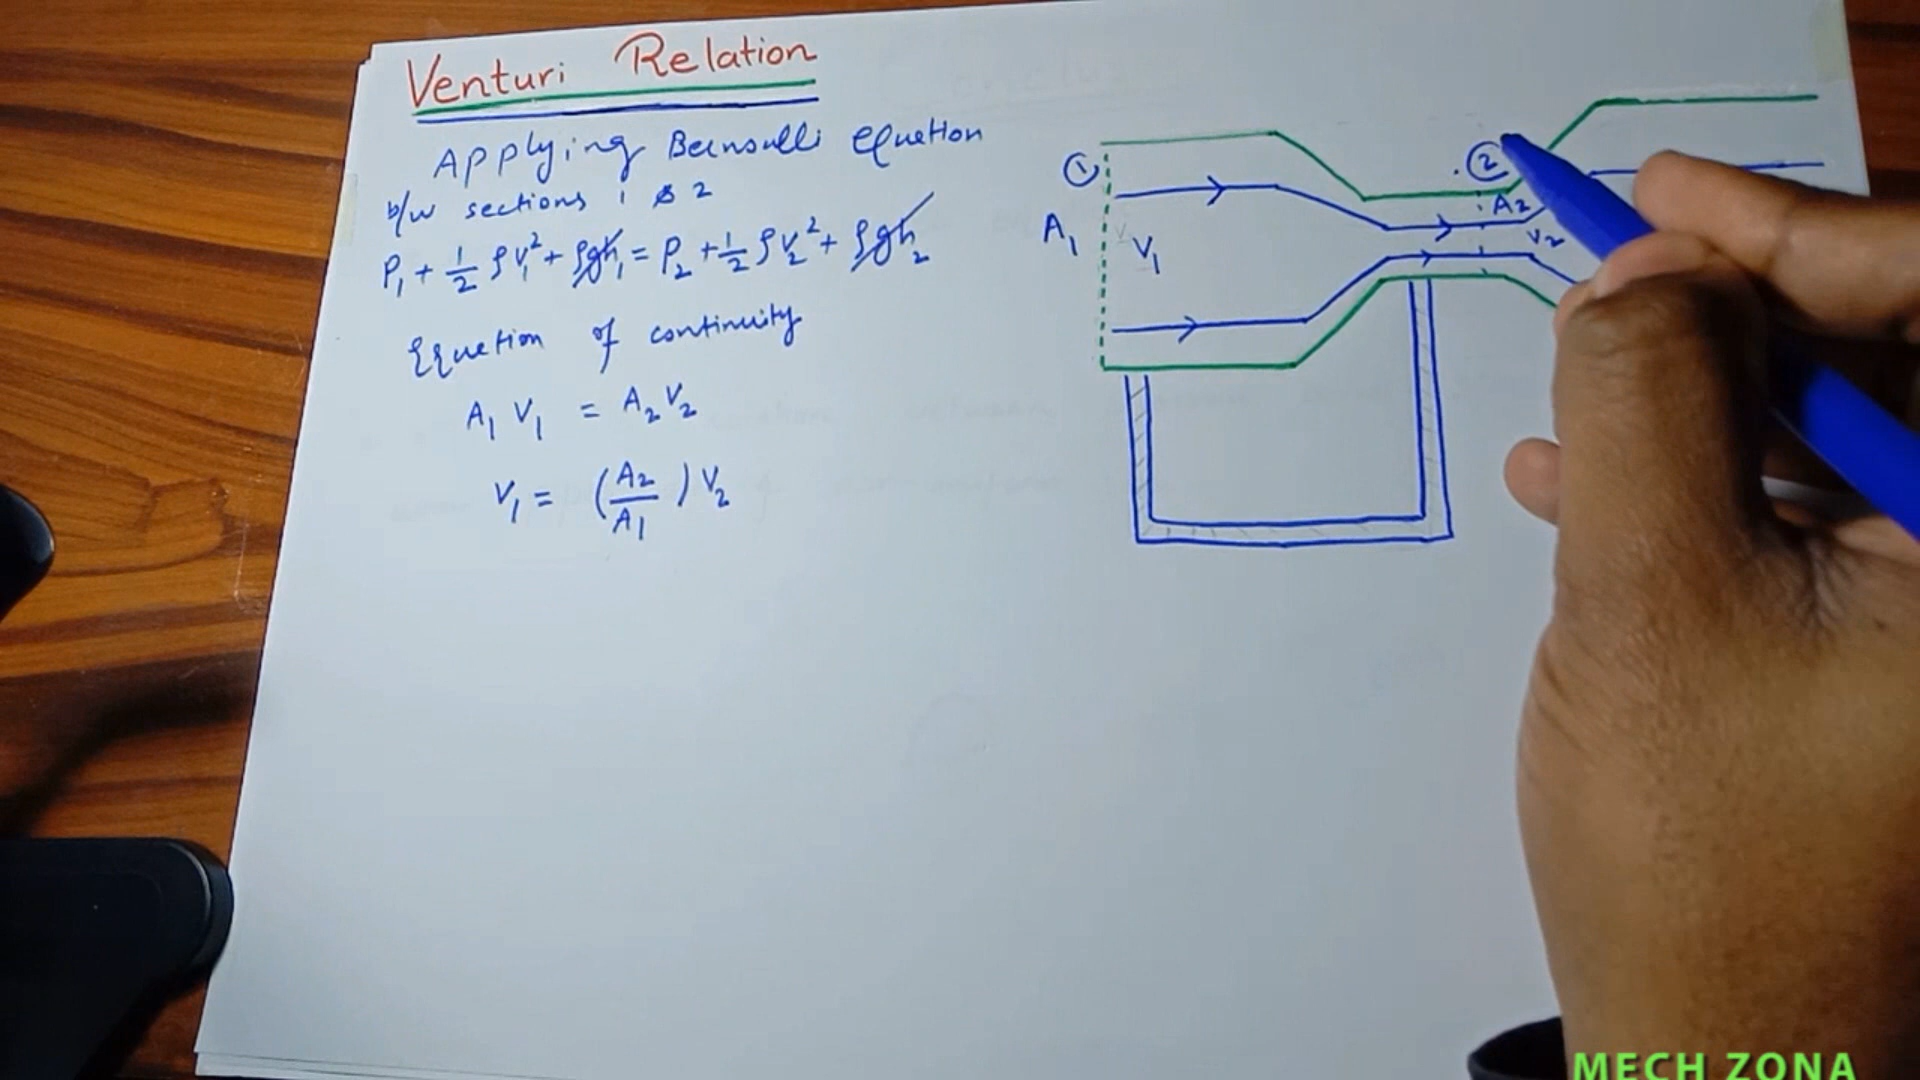 Venturi Relation
Applying Bernoulli Equation
b/w sections 1 & 2
P₁ + 1/2 ρV₁² + ρgh₁ = P₂ + 1/2 ρV₂² + ρgh₂
Equation of continuity
A₁ V₁ = A₂ V₂
V₁ = (A₂/A₁) V₂
① 
A₁
V₁
②
A₂
V₂
MECH ZONA